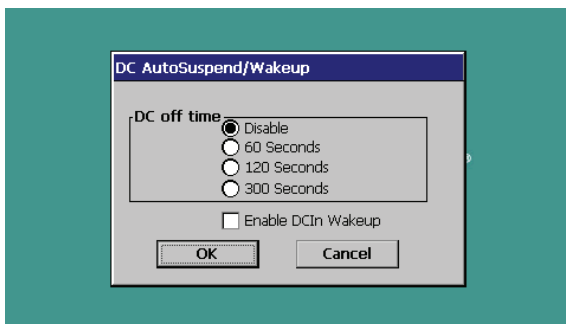 DC AutoSuspend/Wakeup
DC off time
Disable
60 Seconds
120 Seconds
300 Seconds
Enable DCIn Wakeup
OK Cancel